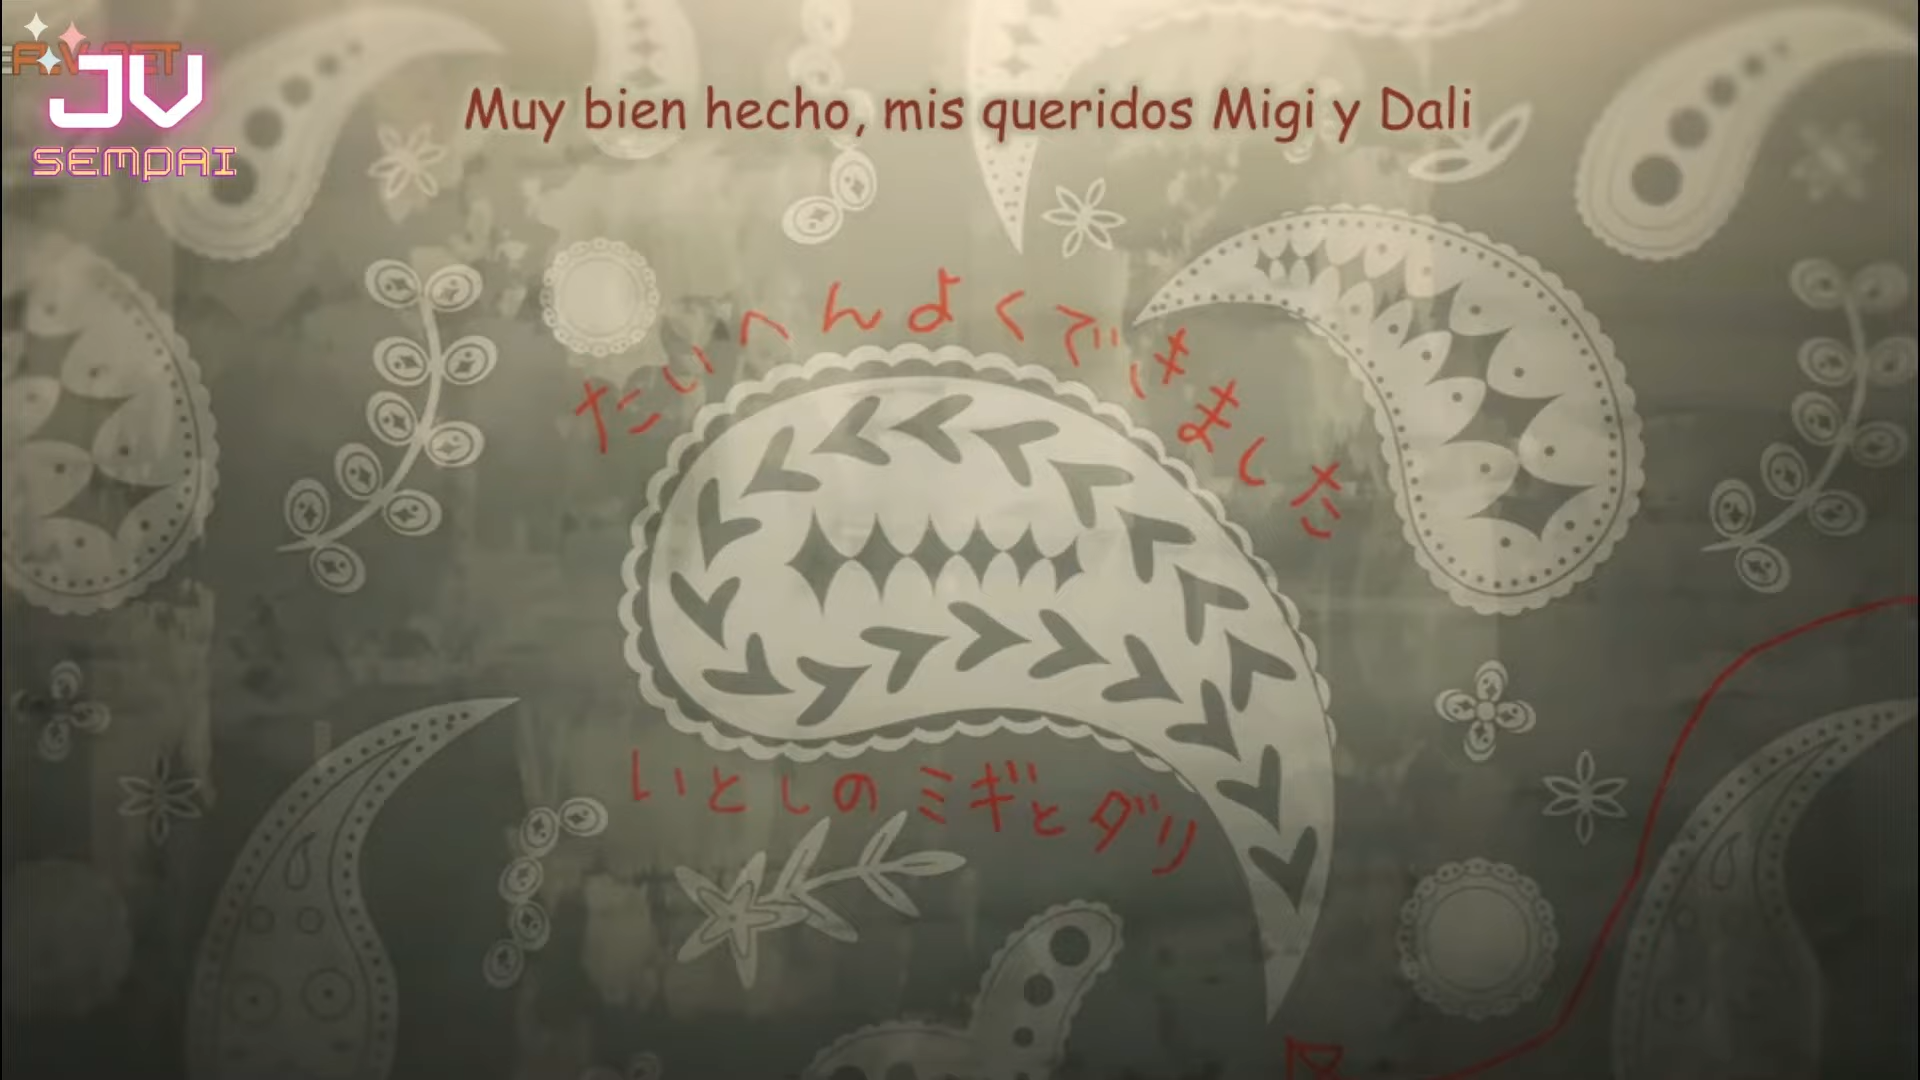 JV
SEMPAI
Muy bien hecho, mis queridos Migi y Dali
たいへんよくできました
いとしのミギとダリ